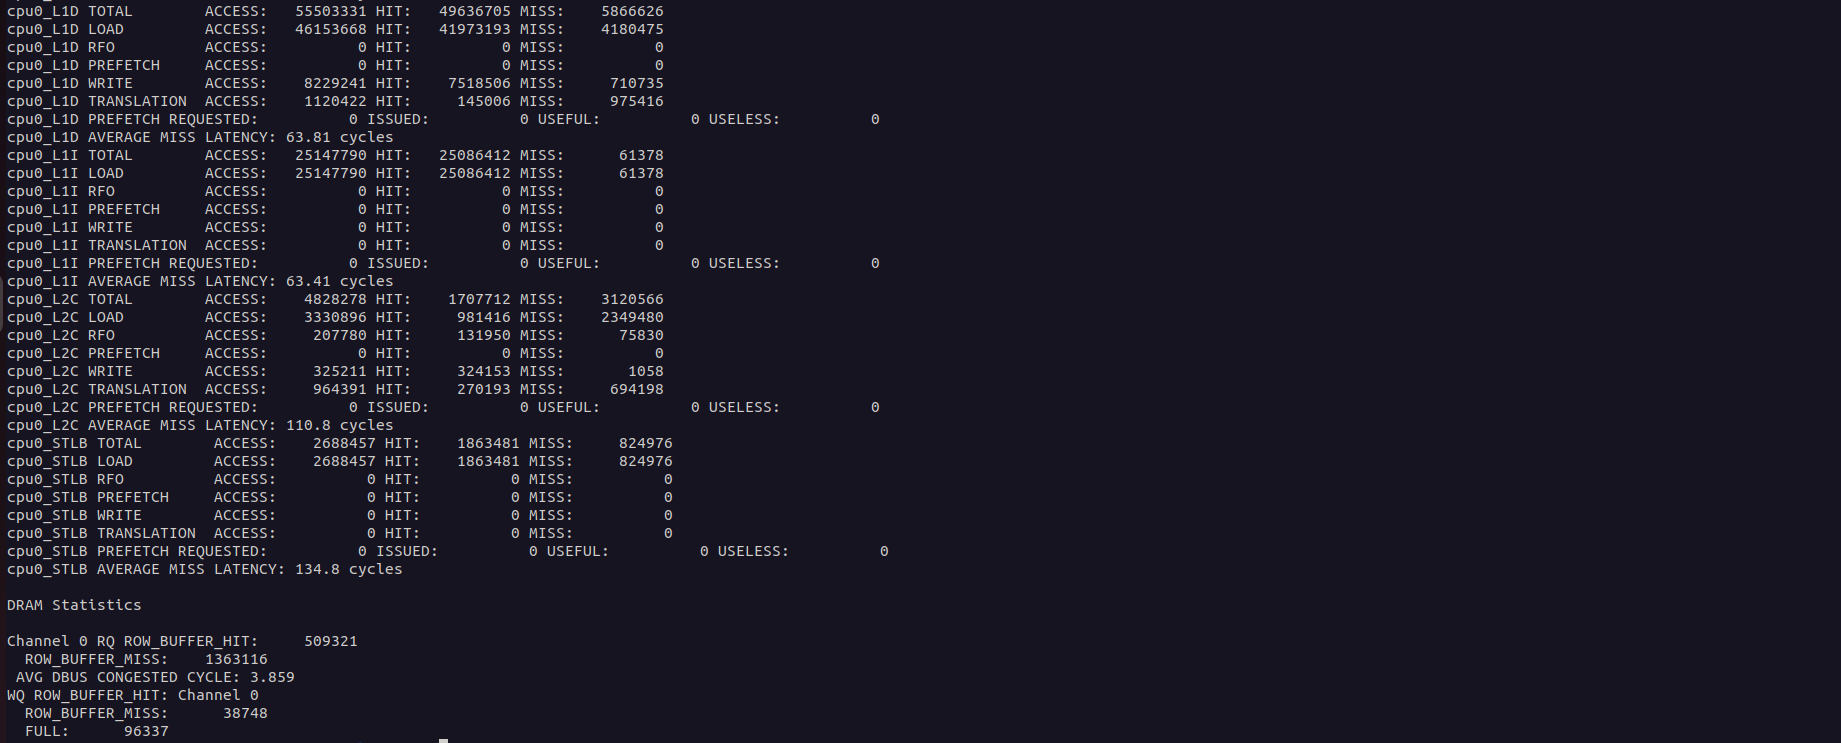 cpu0_L1D TOTAL        ACCESS:   55503331 HIT:   49636705 MISS:    5866626
cpu0_L1D LOAD         ACCESS:   46153668 HIT:   41973193 MISS:    4180475
cpu0_L1D RFO          ACCESS:          0 HIT:          0 MISS:          0
cpu0_L1D PREFETCH     ACCESS:          0 HIT:          0 MISS:          0
cpu0_L1D WRITE        ACCESS:    8229241 HIT:    7518506 MISS:     710735
cpu0_L1D TRANSLATION  ACCESS:    1120422 HIT:     145006 MISS:     975416
cpu0_L1D PREFETCH REQUESTED:          0 ISSUED:          0 USEFUL:          0 USELESS:          0
cpu0_L1D AVERAGE MISS LATENCY: 63.81 cycles
cpu0_L1I TOTAL        ACCESS:   25147790 HIT:   25086412 MISS:      61378
cpu0_L1I LOAD         ACCESS:   25147790 HIT:   25086412 MISS:      61378
cpu0_L1I RFO          ACCESS:          0 HIT:          0 MISS:          0
cpu0_L1I PREFETCH     ACCESS:          0 HIT:          0 MISS:          0
cpu0_L1I WRITE        ACCESS:          0 HIT:          0 MISS:          0
cpu0_L1I TRANSLATION  ACCESS:          0 HIT:          0 MISS:          0
cpu0_L1I PREFETCH REQUESTED:          0 ISSUED:          0 USEFUL:          0 USELESS:          0
cpu0_L1I AVERAGE MISS LATENCY: 63.41 cycles
cpu0_L2C TOTAL        ACCESS:    4828278 HIT:    1707712 MISS:    3120566
cpu0_L2C LOAD         ACCESS:    3330896 HIT:     981416 MISS:    2349480
cpu0_L2C RFO          ACCESS:     207780 HIT:     131950 MISS:      75830
cpu0_L2C PREFETCH     ACCESS:          0 HIT:          0 MISS:          0
cpu0_L2C WRITE        ACCESS:     325211 HIT:     324153 MISS:       1058
cpu0_L2C TRANSLATION  ACCESS:     964391 HIT:     270193 MISS:     694198
cpu0_L2C PREFETCH REQUESTED:          0 ISSUED:          0 USEFUL:          0 USELESS:          0
cpu0_L2C AVERAGE MISS LATENCY: 110.8 cycles
cpu0_STLB TOTAL        ACCESS:    2688457 HIT:    1863481 MISS:     824976
cpu0_STLB LOAD         ACCESS:    2688457 HIT:    1863481 MISS:     824976
cpu0_STLB RFO          ACCESS:          0 HIT:          0 MISS:          0
cpu0_STLB PREFETCH     ACCESS:          0 HIT:          0 MISS:          0
cpu0_STLB WRITE        ACCESS:          0 HIT:          0 MISS:          0
cpu0_STLB TRANSLATION  ACCESS:          0 HIT:          0 MISS:          0
cpu0_STLB PREFETCH REQUESTED:          0 ISSUED:          0 USEFUL:          0 USELESS:          0
cpu0_STLB AVERAGE MISS LATENCY: 134.8 cycles
DRAM Statistics
Channel 0 RQ ROW_BUFFER_HIT:     509321
  ROW_BUFFER_MISS:    1363116
 AVG DBUS CONGESTED CYCLE: 3.859
WQ ROW_BUFFER_HIT: Channel 0
  ROW_BUFFER_MISS:      38748
  FULL:      96337